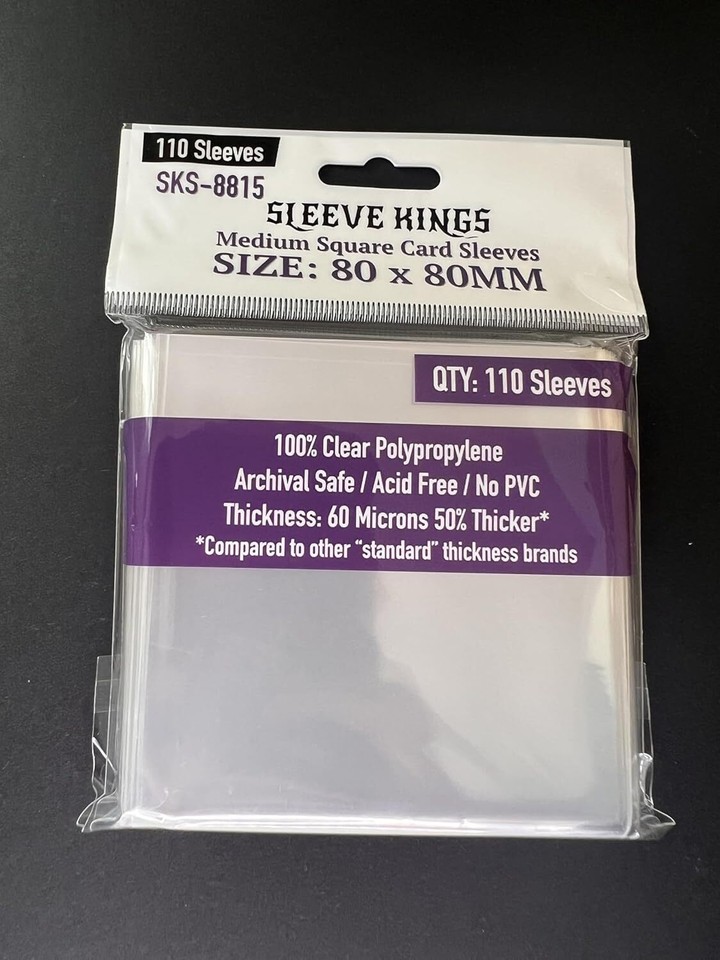 110 Sleeves
SKS-8815
SLEEVE KINGS
Medium Square Card Sleeves
SIZE: 80 x 80MM
QTY: 110 Sleeves
100% Clear Polypropylene
Archival Safe / Acid Free / No PVC
Thickness: 60 Microns 50% Thicker*
*Compared to other “standard” thickness brands